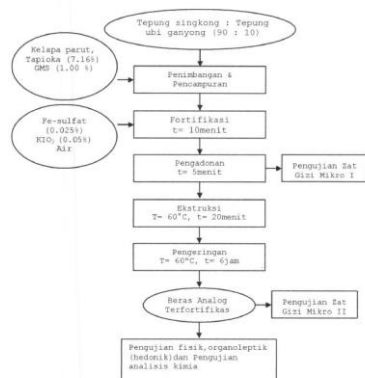 Tepung singkong : Tepung
ubi ganyong (90 : 10)
Kelapa parut,
Tapioka (7.16%)
GMS (1.00 %)
Penimbangan &
Pencampuran
Fe-sulfat
(0.025%)
KIO3 (0.05%)
Air
Fortifikasi
t= 10menit
Pengadonan
t= 5menit
Pengujian Zat
Gizi Mikro I
Ekstruksi
T= 60°C, t= 20menit
Pengeringan
T= 60°C, t= 6jam
Beras Analog
Terfortifikas
Pengujian Zat
Gizi Mikro II
Pengujian fisik,organoleptik
(hedonik)dan Pengujian
analisis kimia